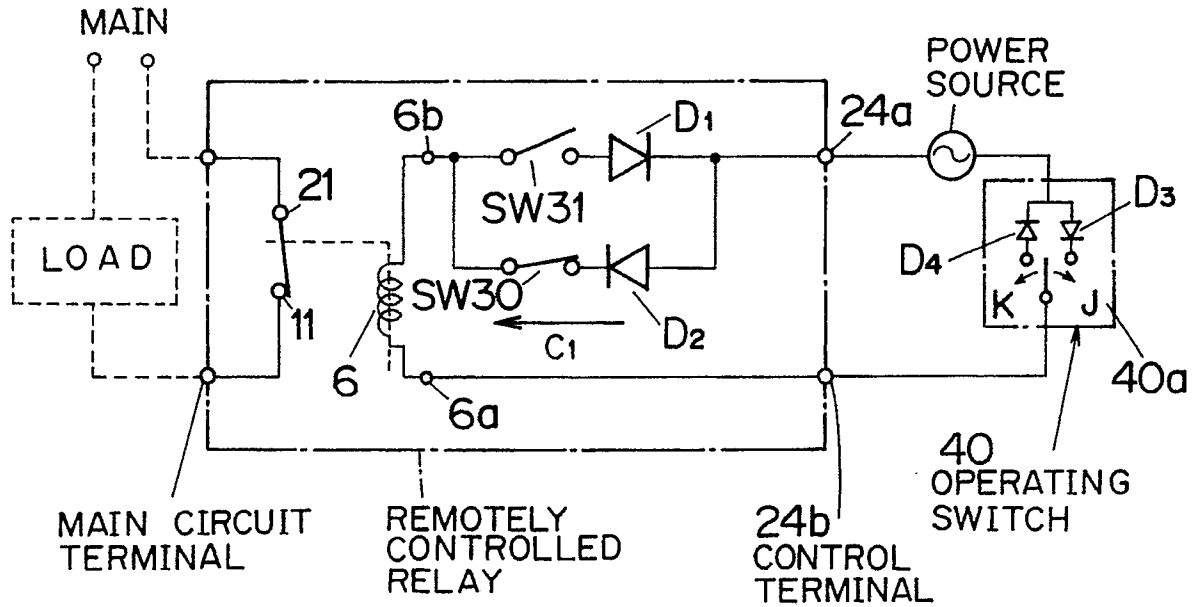 MAIN
POWER
SOURCE
6b
D1
24a
21
SW31
D3
D4
LOAD
SW30
K
J
11
6
C1
D2
6a
40a
40
OPERATING
SWITCH
MAIN CIRCUIT
TERMINAL
REMOTELY
CONTROLLED
RELAY
24b
CONTROL
TERMINAL